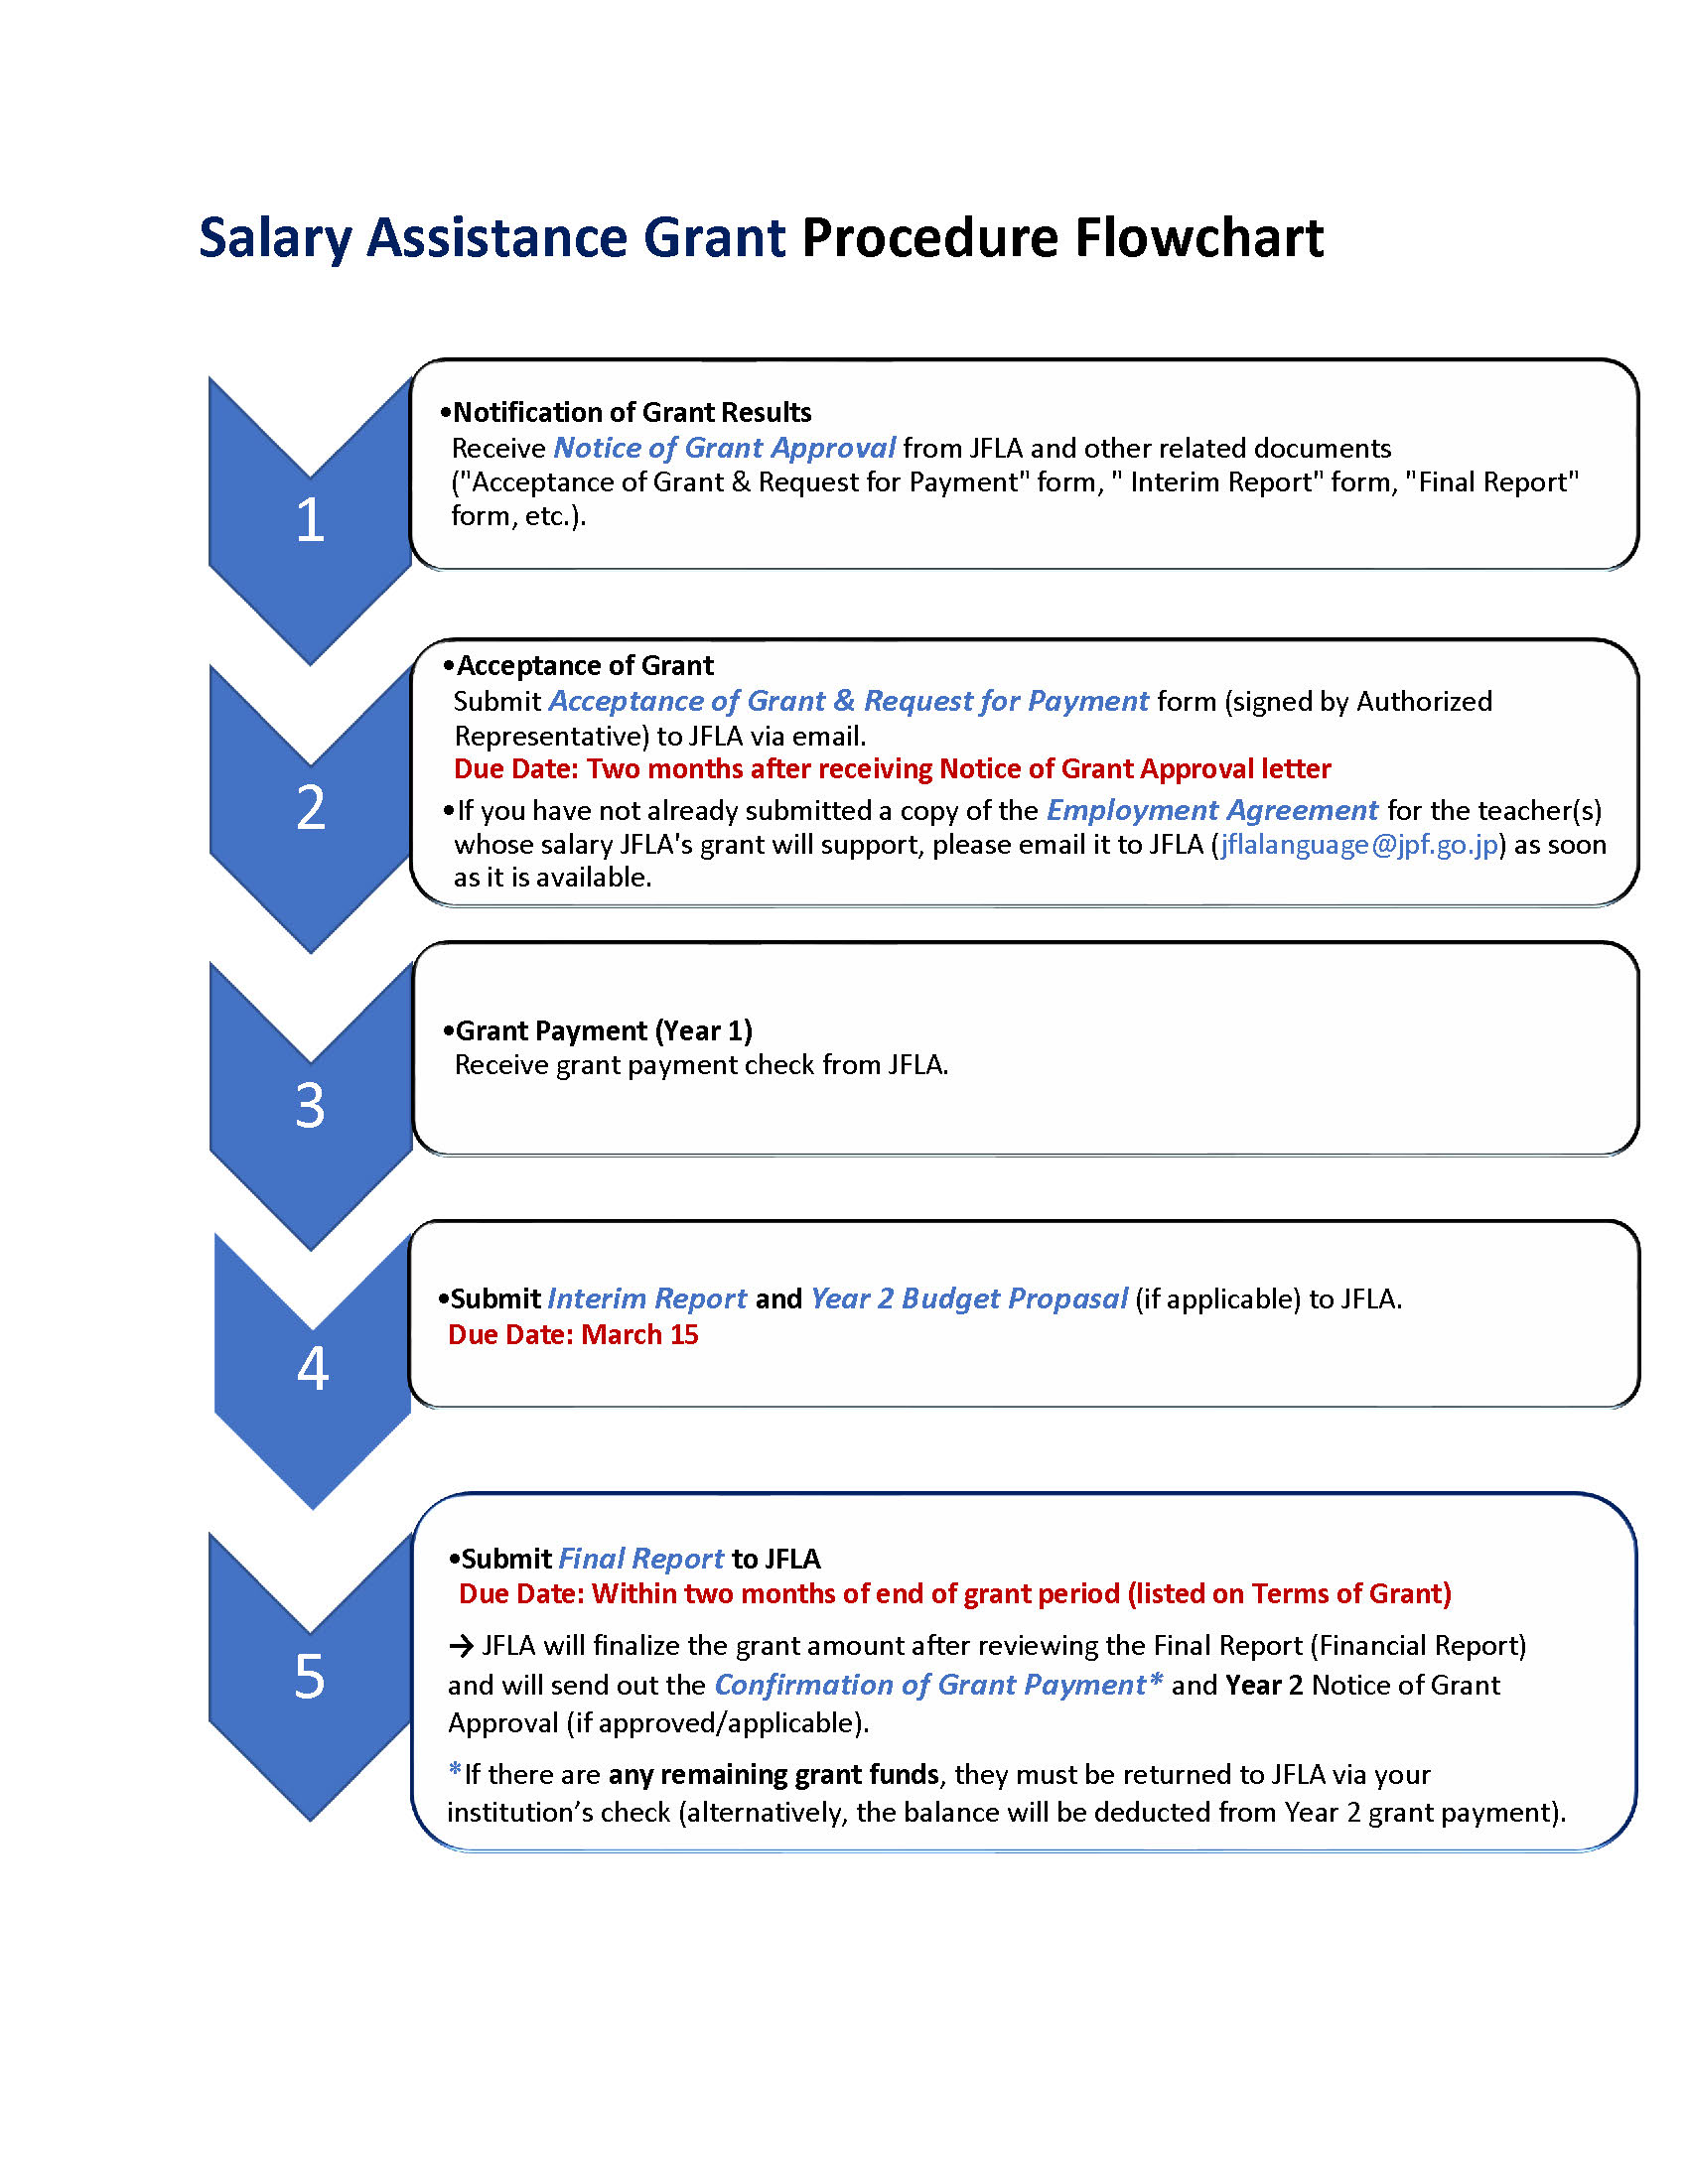 Salary Assistance Grant Procedure Flowchart
1
•Notification of Grant Results
Receive Notice of Grant Approval from JFLA and other related documents
("Acceptance of Grant & Request for Payment" form, " Interim Report" form, "Final Report"
form, etc.).
2
•Acceptance of Grant
Submit Acceptance of Grant & Request for Payment form (signed by Authorized
Representative) to JFLA via email.
Due Date: Two months after receiving Notice of Grant Approval letter
•If you have not already submitted a copy of the Employment Agreement for the teacher(s)
whose salary JFLA's grant will support, please email it to JFLA (jflalanguage@jpf.go.jp) as soon
as it is available.
3
•Grant Payment (Year 1)
Receive grant payment check from JFLA.
4
•Submit Interim Report and Year 2 Budget Propasal (if applicable) to JFLA.
Due Date: March 15
5
•Submit Final Report to JFLA
Due Date: Within two months of end of grant period (listed on Terms of Grant)
→ JFLA will finalize the grant amount after reviewing the Final Report (Financial Report)
and will send out the Confirmation of Grant Payment* and Year 2 Notice of Grant
Approval (if approved/applicable).
*If there are any remaining grant funds, they must be returned to JFLA via your
institution’s check (alternatively, the balance will be deducted from Year 2 grant payment).